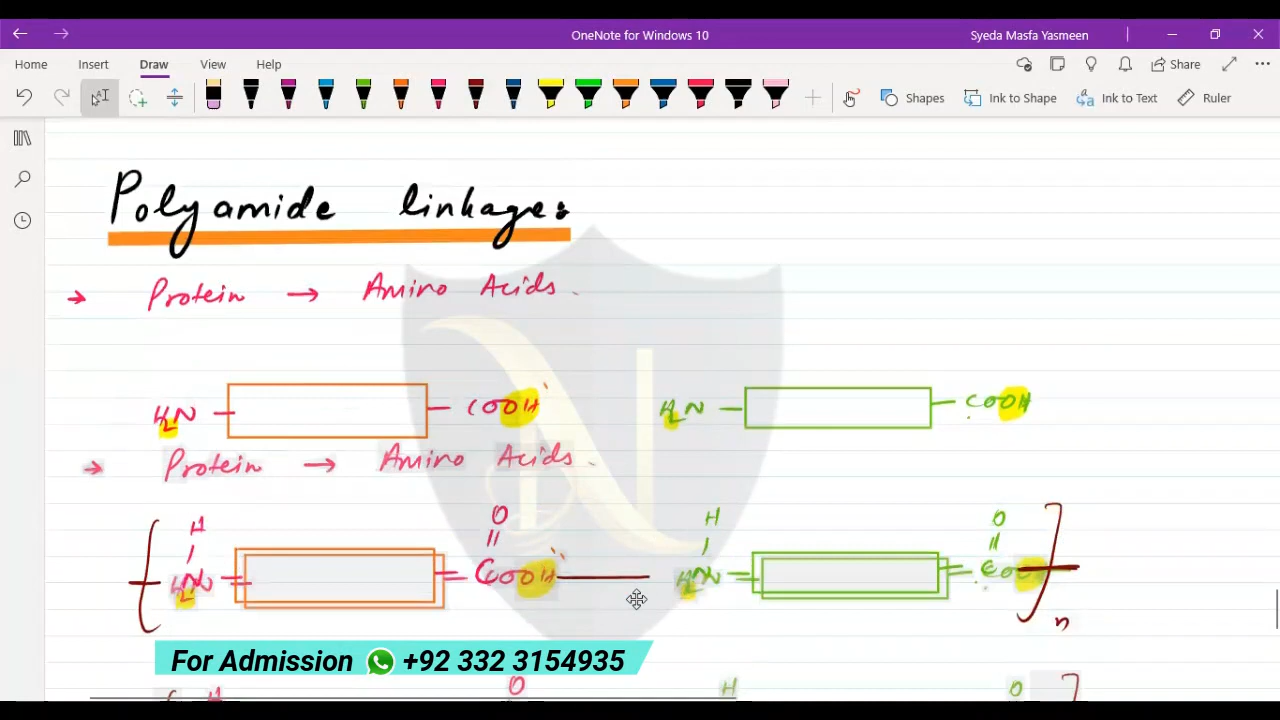 OneNote for Windows 10
Syeda Masfa Yasmeen
Home Insert Draw View Help
Share
Shapes Ink to Shape Ink to Text Ruler
Polyamide linkage:
→ Protein → Amino Acids.
H2N COOH H2N COOH
→ Protein → Amino Acids.
H O H O
H2N COOH H2N COO
n
For Admission +92 332 3154935
H O H O